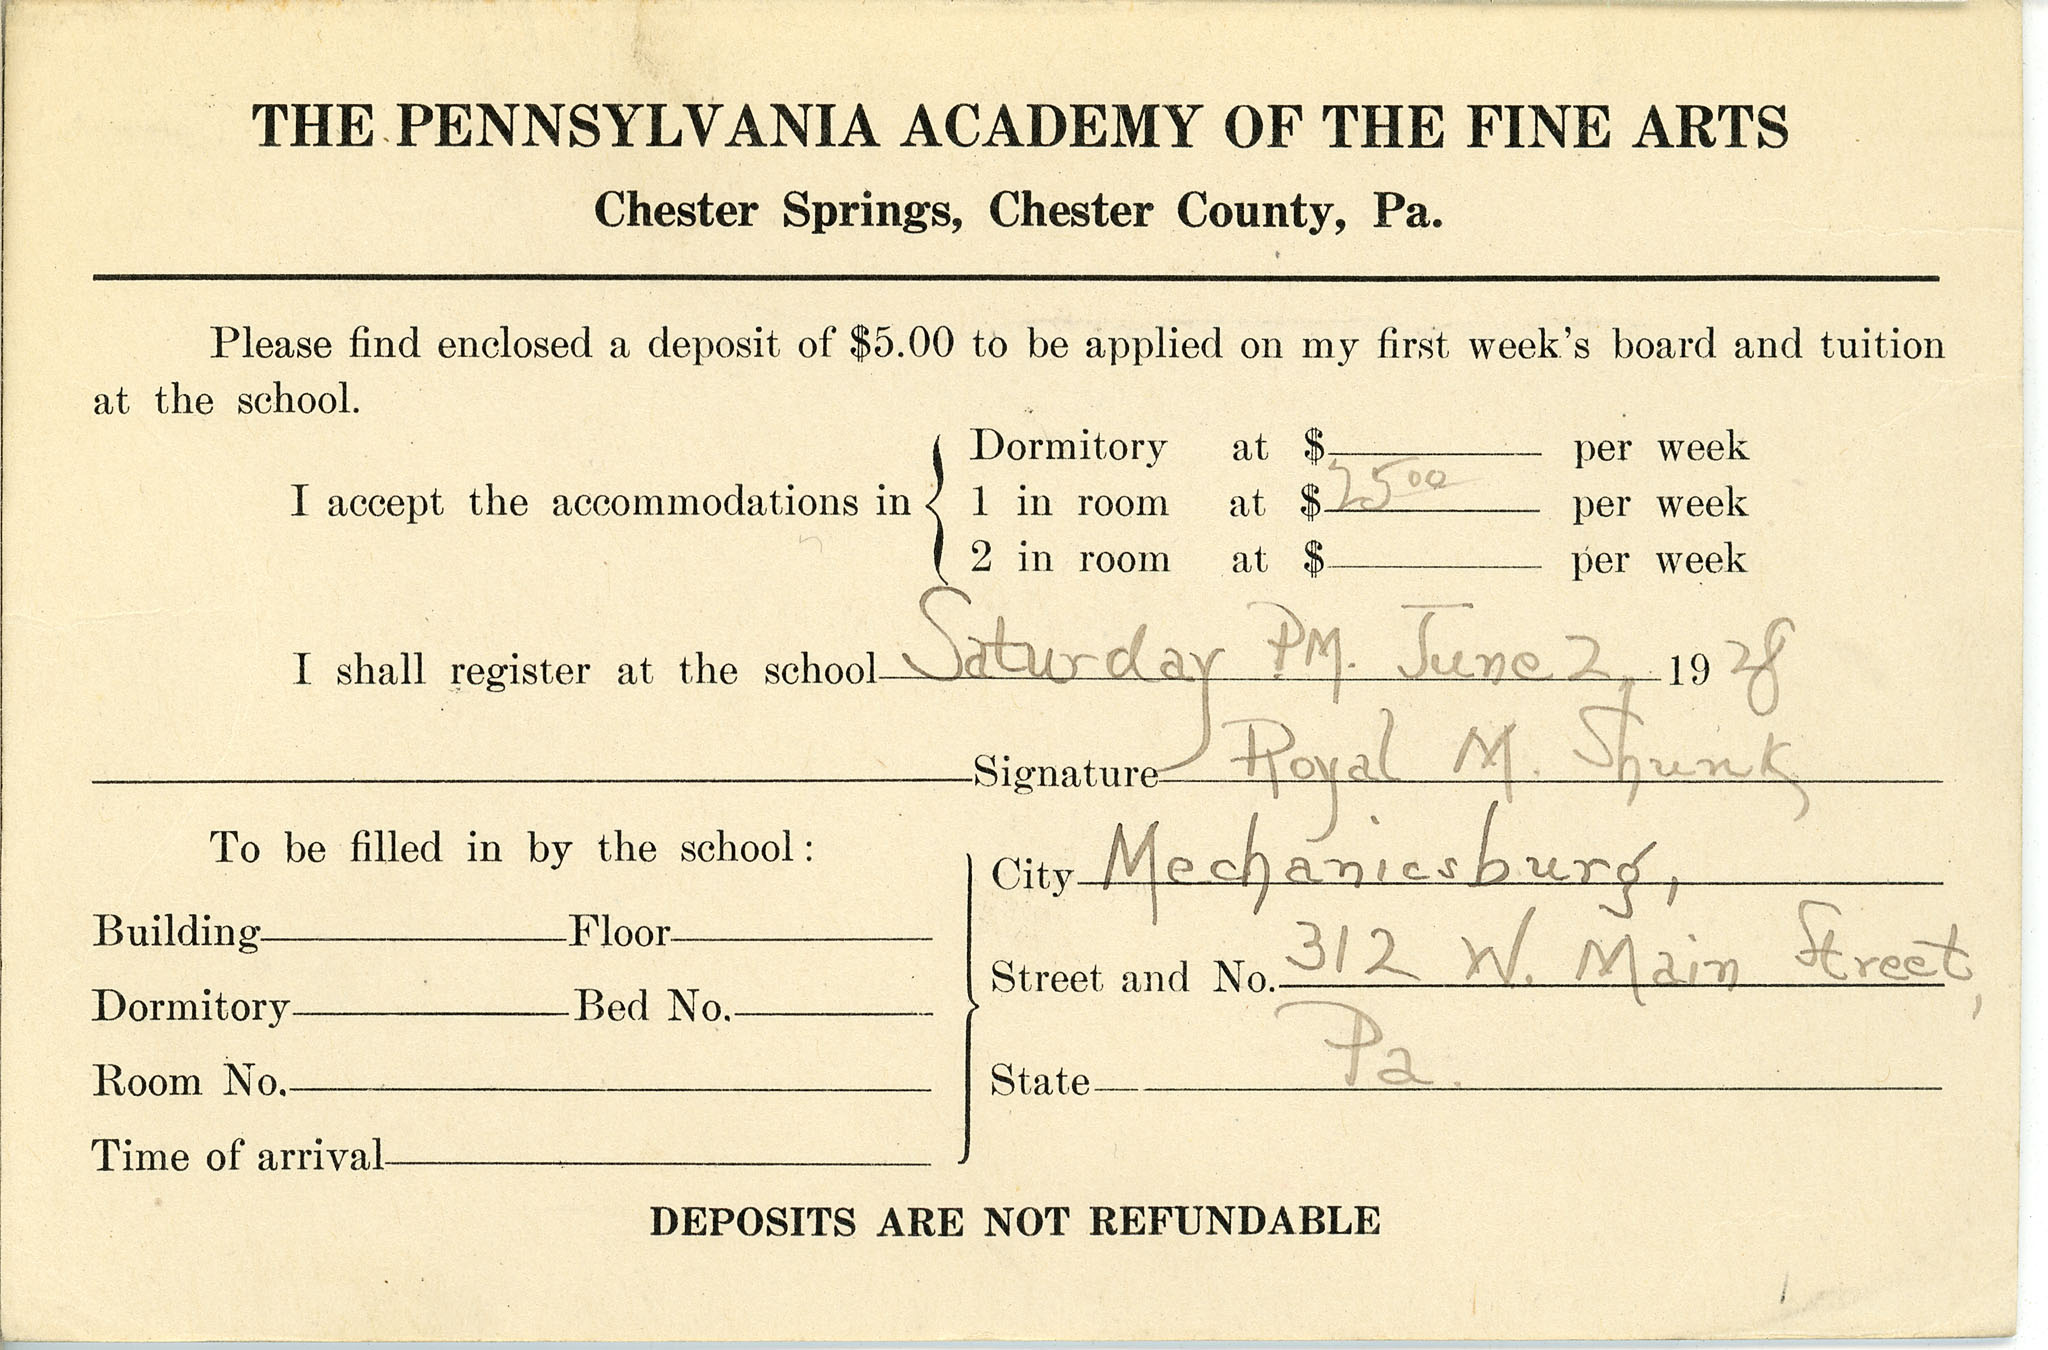 THE PENNSYLVANIA ACADEMY OF THE FINE ARTS
Chester Springs, Chester County, Pa.
Please find enclosed a deposit of $5.00 to be applied on my first week's board and tuition
at the school.
Dormitory at $ per week
I accept the accommodations in 1 in room at $25 00 per week
2 in room at $ per week
I shall register at the school Saturday PM. June 2, 1928
Signature Royal M. Shunk
To be filled in by the school:
City Mechanicsburg,
Building Floor
Street and No. 312 W. Main Street,
Dormitory Bed No.
State Pa.
Room No.
Time of arrival
DEPOSITS ARE NOT REFUNDABLE